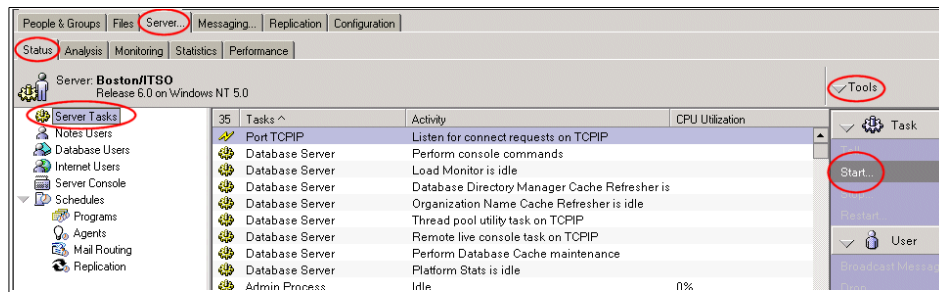 People & Groups Files Server... Messaging... Replication Configuration
Status Analysis Monitoring Statistics Performance
Server: Boston/ITSO
Release 6.0 on Windows NT 5.0
Tools
Server Tasks
Notes Users
Database Users
Internet Users
Server Console
Schedules
Programs
Agents
Mail Routing
Replication
35 Tasks ^ Activity CPU Utilization
Port TCPIP Listen for connect requests on TCPIP
Database Server Perform console commands
Database Server Load Monitor is idle
Database Server Database Directory Manager Cache Refresher is
Database Server Organization Name Cache Refresher is idle
Database Server Thread pool utility task on TCPIP
Database Server Remote live console task on TCPIP
Database Server Perform Database Cache maintenance
Database Server Platform Stats is idle
Admin Process Idle 0%
Task
Tell...
Start...
Stop...
Restart...
User
Broadcast Messag
Drop...